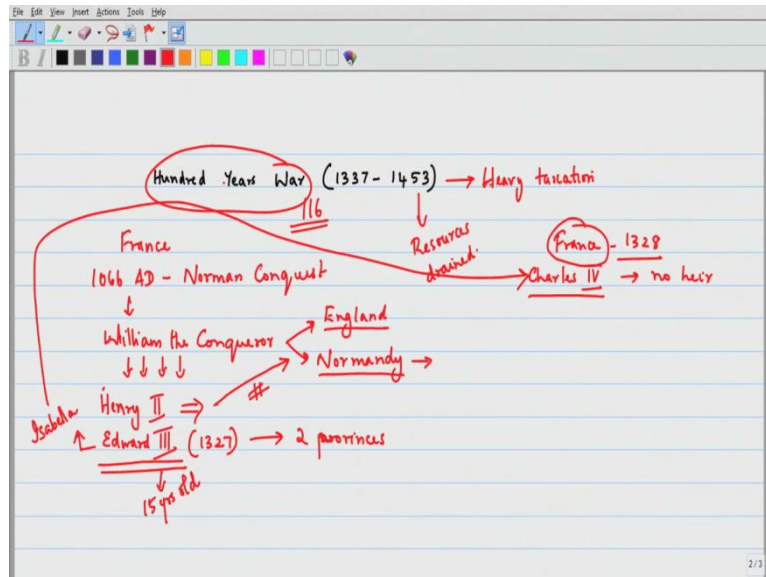 File Edit View Insert Actions Tools Help
B I
Hundred Years War (1337 - 1453) → Heavy taxation
116
Resources drained.
France - 1328
Charles IV → no heir
France
1066 AD - Norman Conquest
↓
William the Conqueror
England
Normandy →
↓ ↓ ↓ ↓
Henry II ⇒
#
Isabella
Edward III (1327) → 2 provinces
↓
15 yrs old
2/3